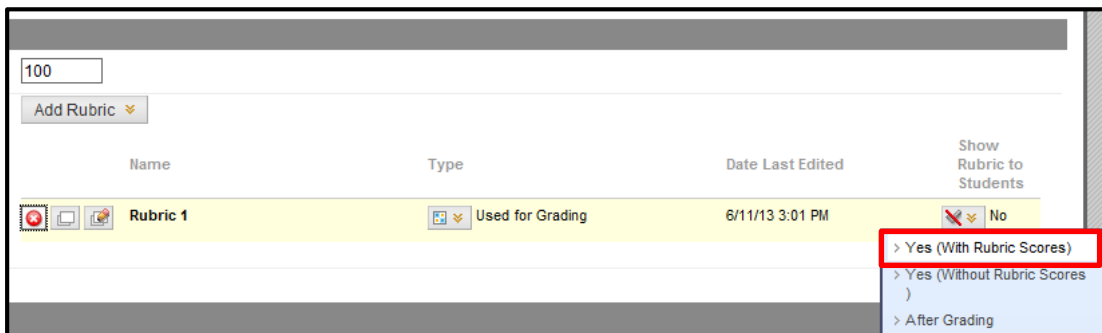 100
Add Rubric
Name Type Date Last Edited Show
Rubric to
Students
Rubric 1 Used for Grading 6/11/13 3:01 PM No
> Yes (With Rubric Scores)
> Yes (Without Rubric Scores
)
> After Grading